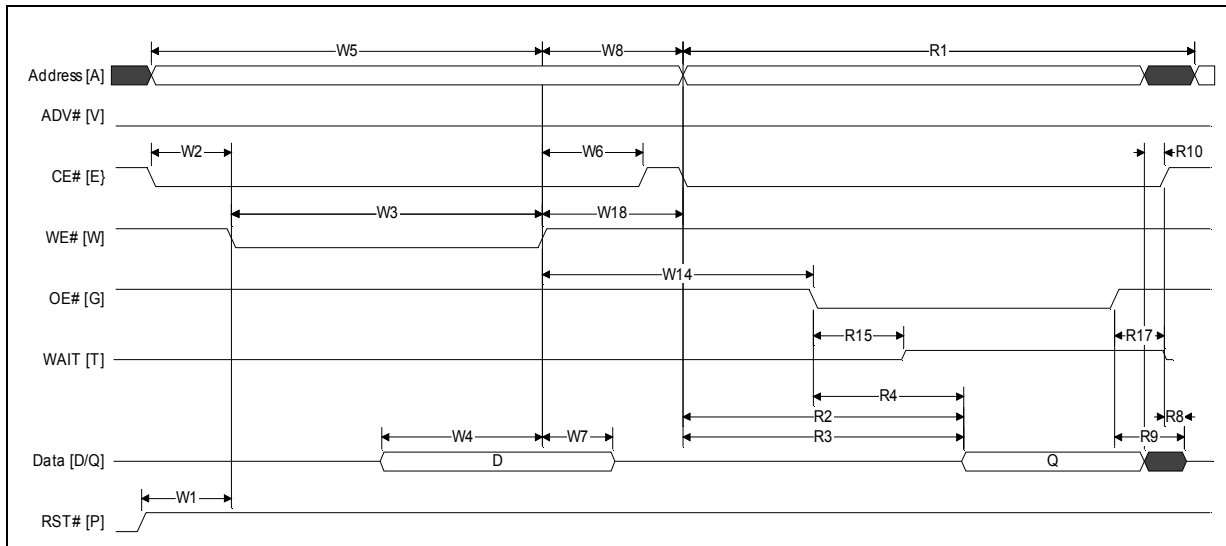 W5 W8 R1
Address [A]
ADV# [V]
W2 W6 R10
CE# [E}
W3 W18
WE# [W]
W14
OE# [G]
R15 R17
WAIT [T]
R4
R2 R8
W4 W7 R3 R9
Data [D/Q] D Q
W1
RST# [P]